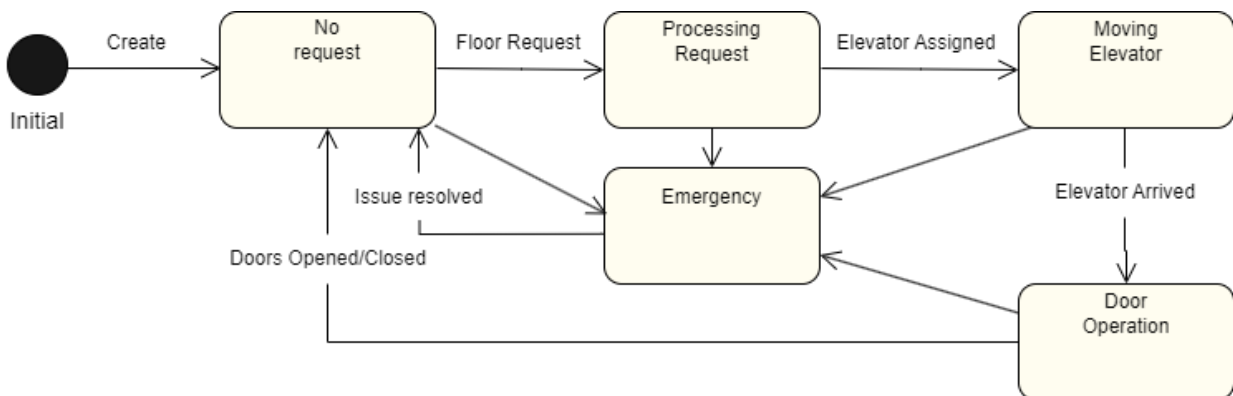 Create
No
request
Floor Request
Processing
Request
Elevator Assigned
Moving
Elevator
Initial
Issue resolved
Emergency
Elevator Arrived
Doors Opened/Closed
Door
Operation